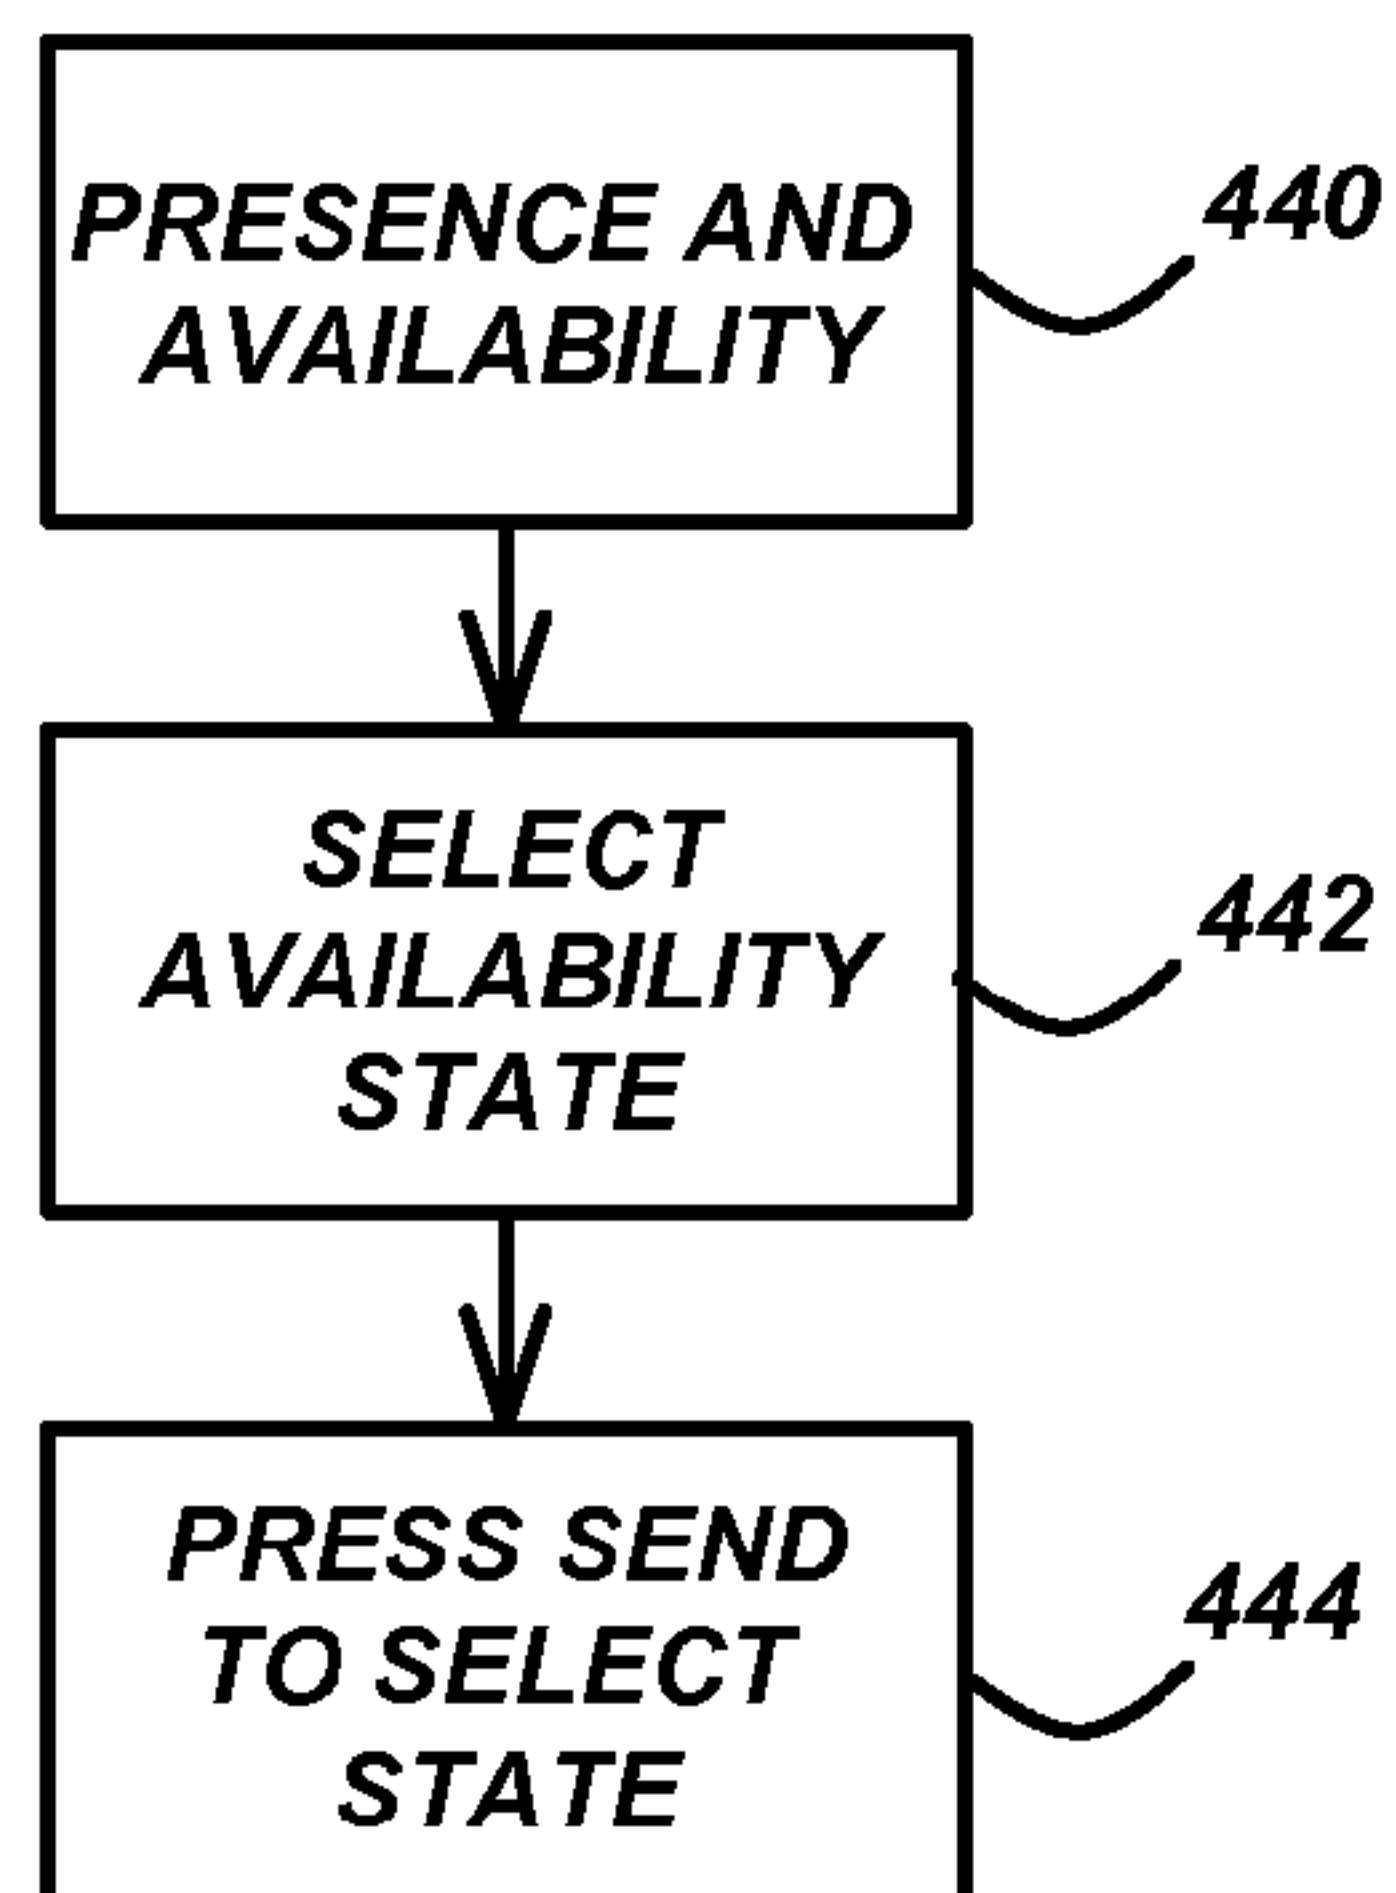 PRESENCE AND
AVAILABILITY
440
SELECT
AVAILABILITY
STATE
442
PRESS SEND
TO SELECT
STATE
444